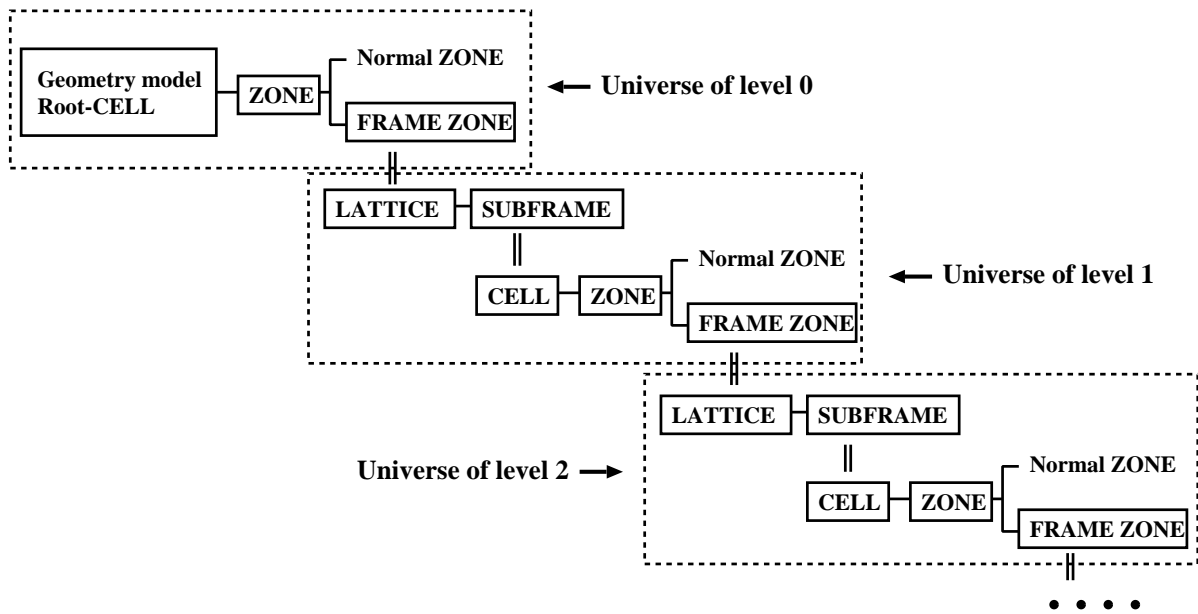 Geometry model
Root-CELL
ZONE
Normal ZONE
FRAME ZONE
Universe of level 0
LATTICE
SUBFRAME
CELL
ZONE
Normal ZONE
FRAME ZONE
Universe of level 1
LATTICE
SUBFRAME
Universe of level 2
CELL
ZONE
Normal ZONE
FRAME ZONE